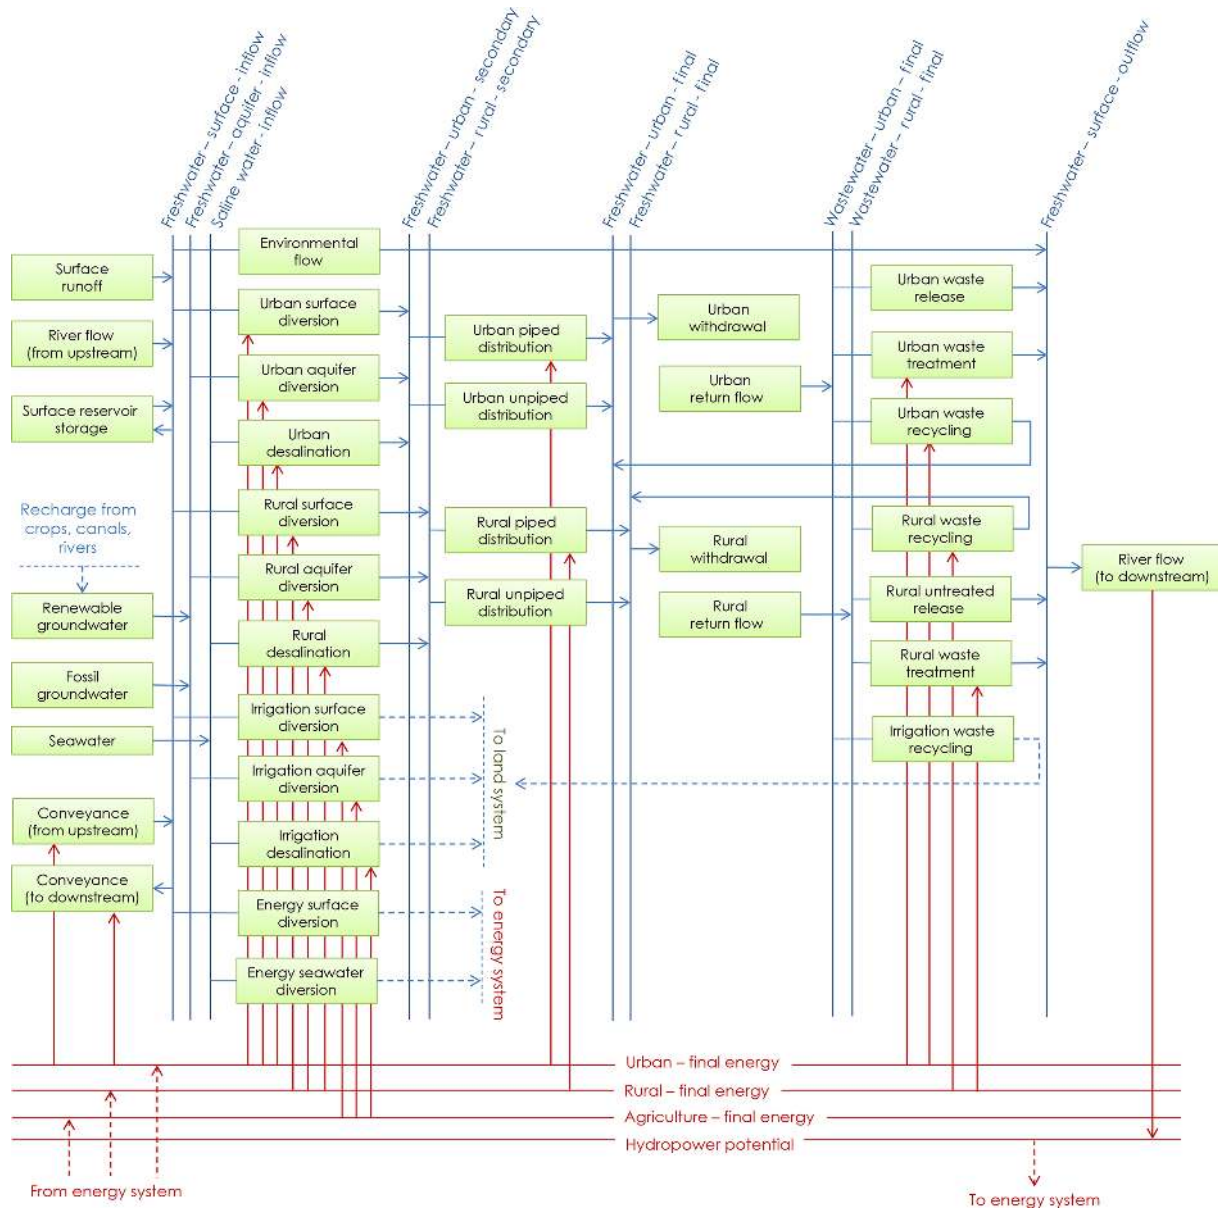 Freshwater – surface - inflow
Freshwater – aquifer - inflow
Saline water - inflow
Freshwater – urban - secondary
Freshwater – rural - secondary
Freshwater – urban - final
Freshwater – rural - final
Wastewater – urban - final
Wastewater – rural - final
Freshwater – surface - outflow
Surface
runoff
River flow
(from upstream)
Surface reservoir
storage
Recharge from
crops, canals,
rivers
Renewable
groundwater
Fossil
groundwater
Seawater
Conveyance
(from upstream)
Conveyance
(to downstream)
Environmental
flow
Urban surface
diversion
Urban aquifer
diversion
Urban
desalination
Rural surface
diversion
Rural aquifer
diversion
Rural
desalination
Irrigation surface
diversion
Irrigation aquifer
diversion
Irrigation
desalination
Energy surface
diversion
Energy seawater
diversion
Urban piped
distribution
Urban unpiped
distribution
Rural piped
distribution
Rural unpiped
distribution
To land system
To energy system
Urban
withdrawal
Urban
return flow
Rural
withdrawal
Rural
return flow
Urban waste
release
Urban waste
treatment
Urban waste
recycling
Rural waste
recycling
Rural untreated
release
Rural waste
treatment
Irrigation waste
recycling
River flow
(to downstream)
Urban – final energy
Rural – final energy
Agriculture – final energy
Hydropower potential
From energy system
To energy system